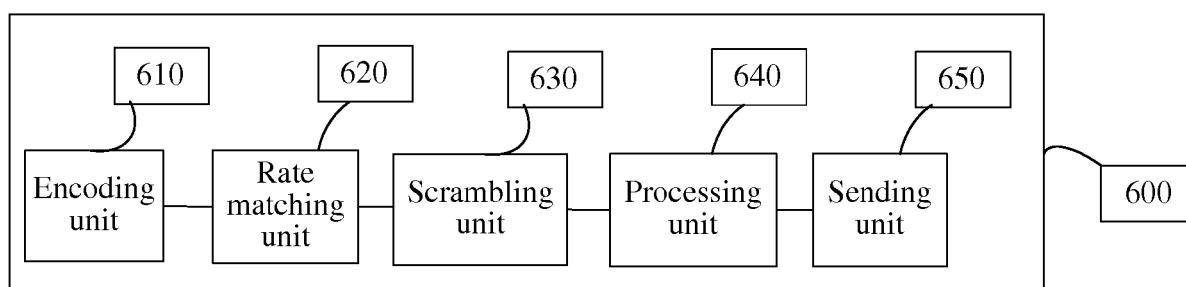 610
620
630
640
650
Encoding
unit
Rate
matching
unit
Scrambling
unit
Processing
unit
Sending
unit
600